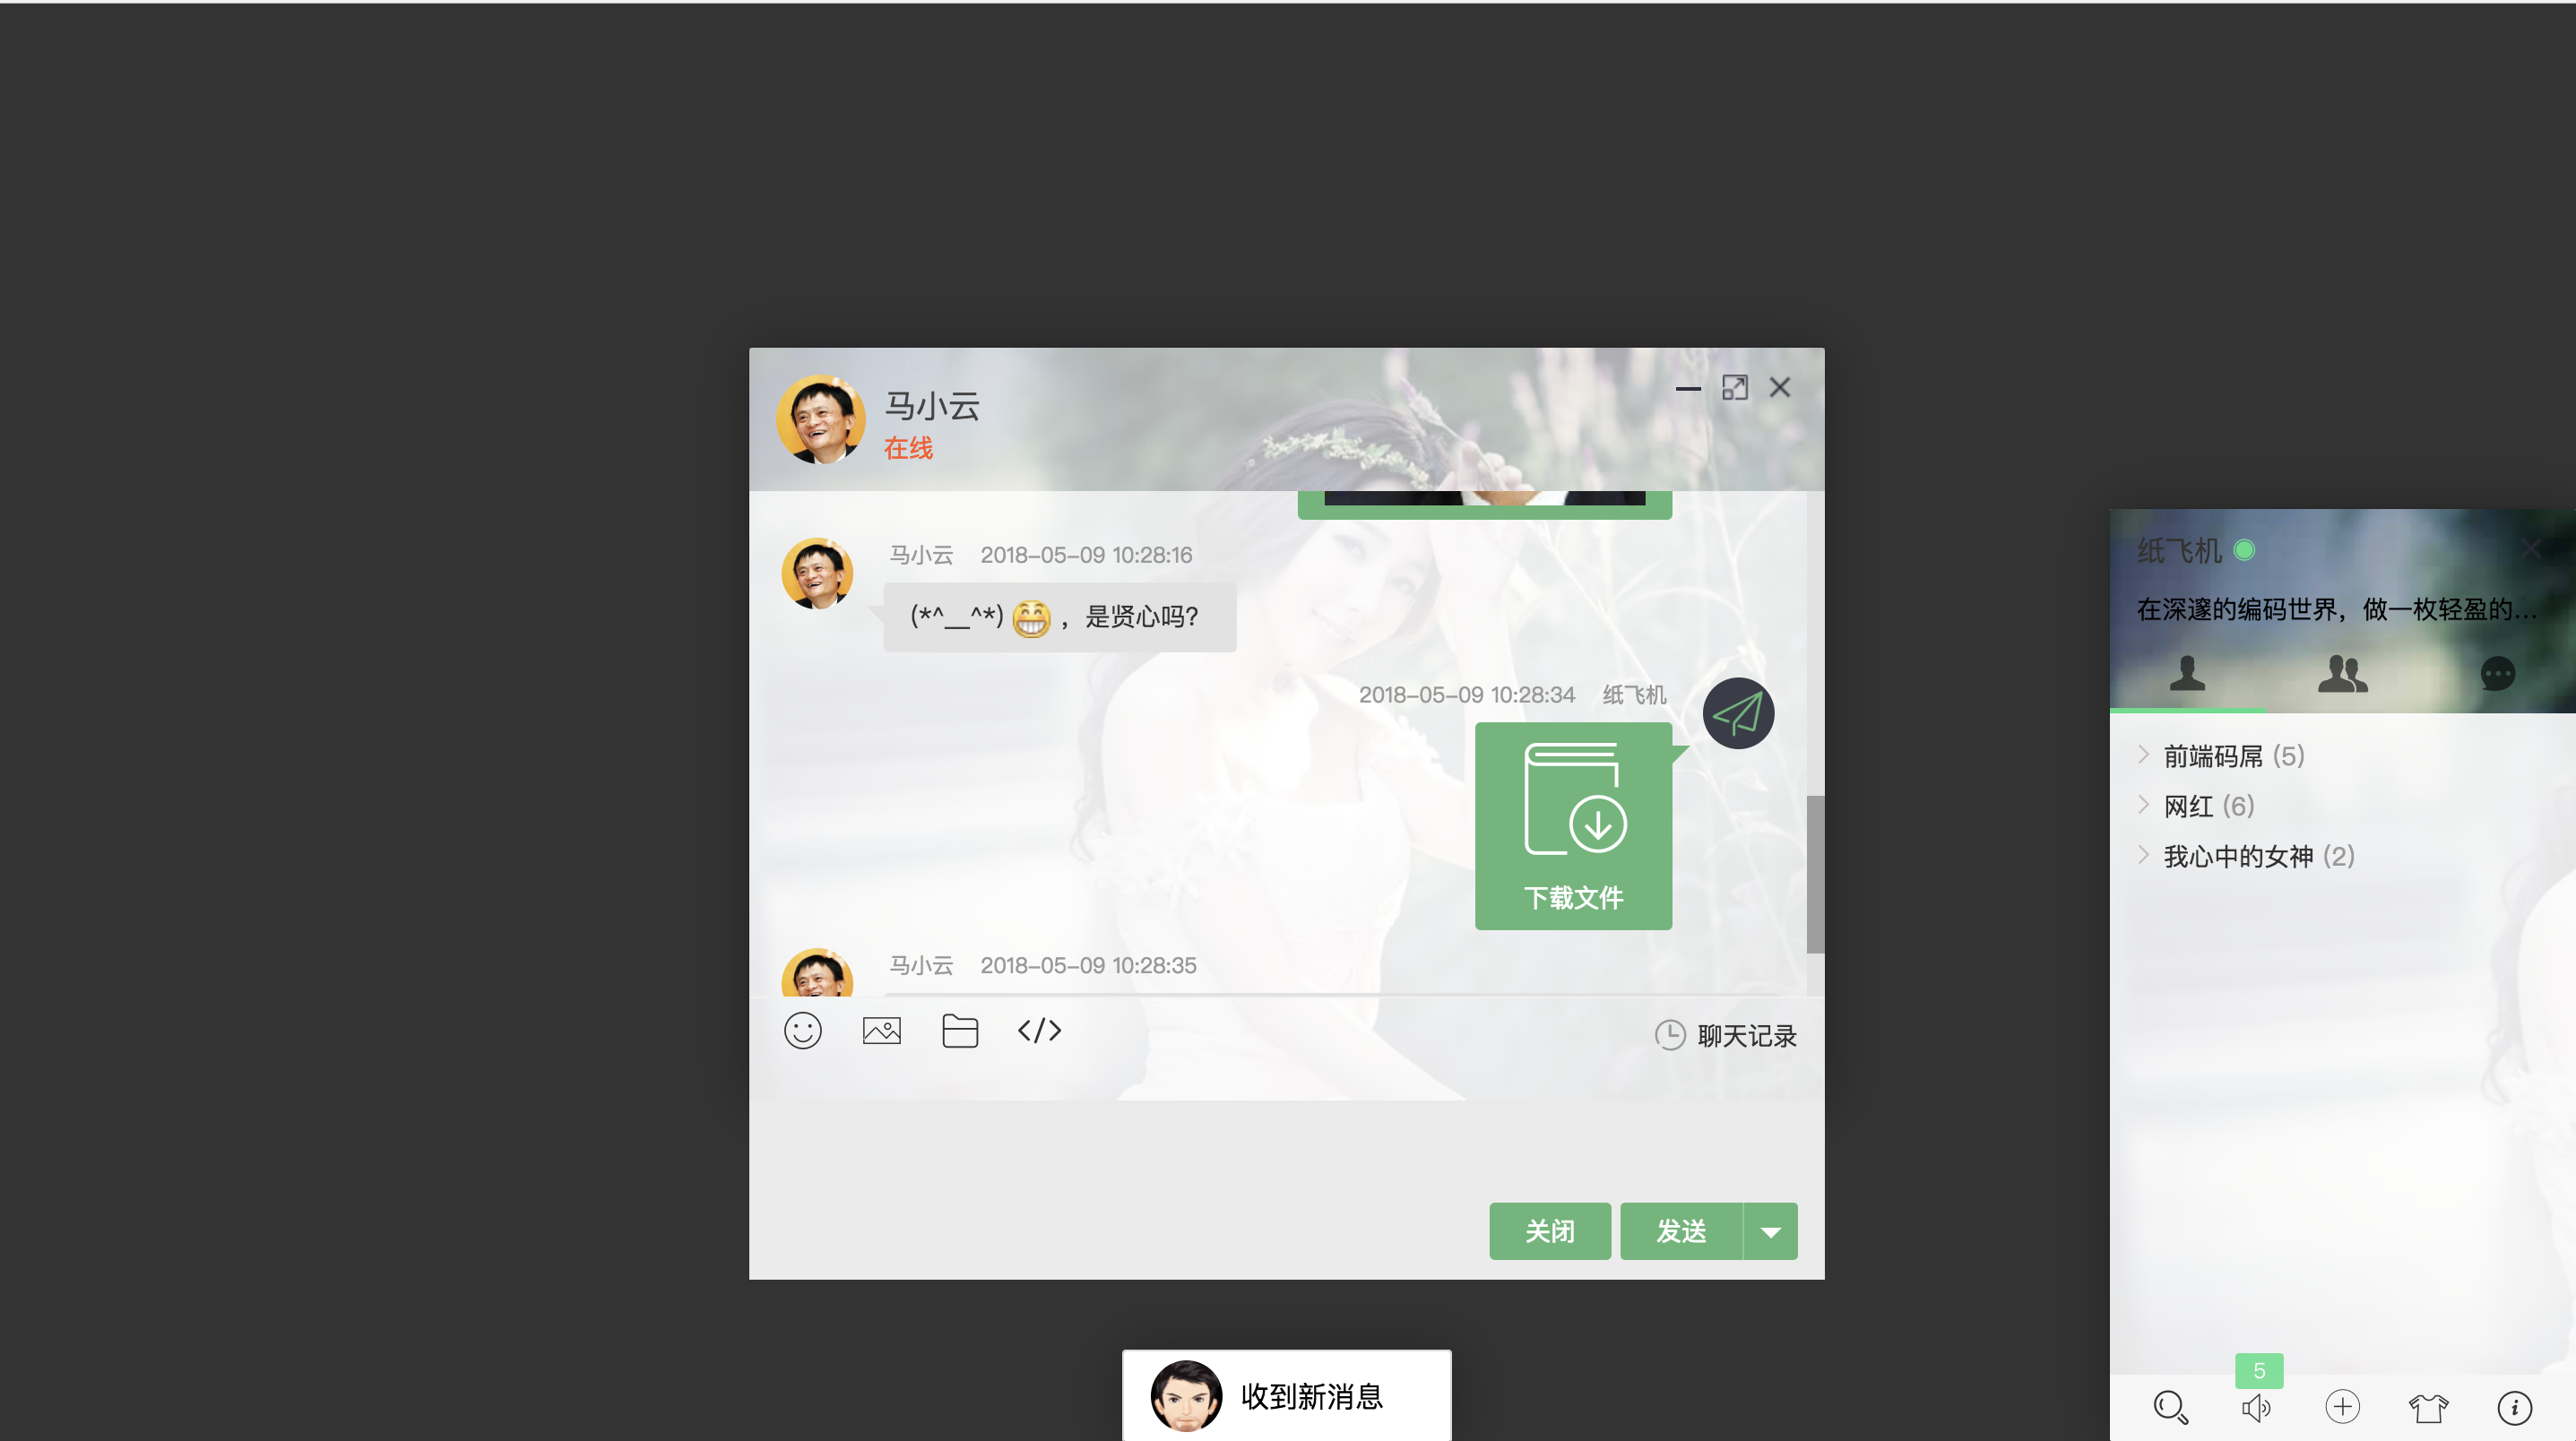 马小云
在线
马小云 2018-05-09 10:28:16
(*^__^*) ，是贤心吗?
2018-05-09 10:28:34 纸飞机
下载文件
马小云 2018-05-09 10:28:35
聊天记录
关闭 发送
收到新消息
纸飞机
在深邃的编码世界，做一枚轻盈的...
前端码屌 (5)
网红 (6)
我心中的女神 (2)
5